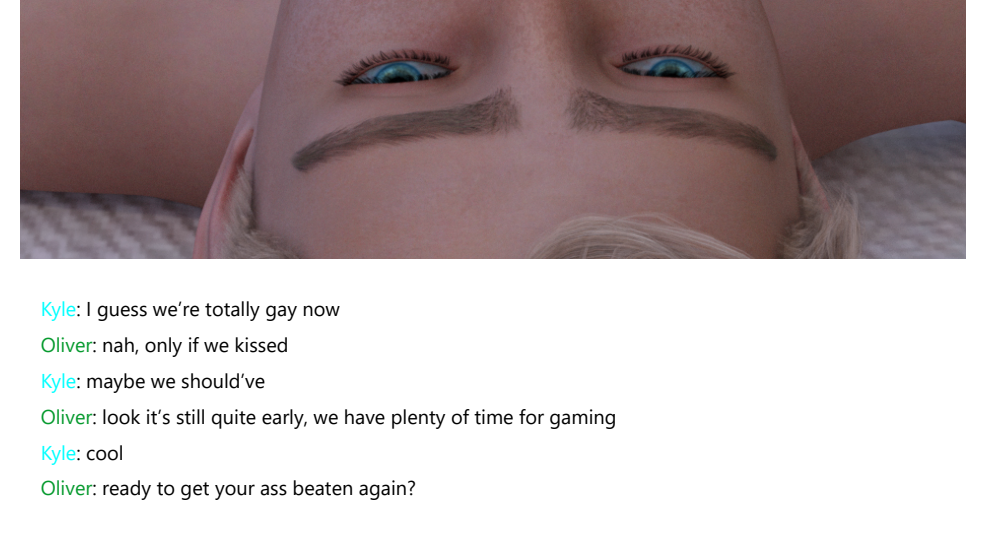 Kyle: I guess we’re totally gay now
Oliver: nah, only if we kissed
Kyle: maybe we should’ve
Oliver: look it’s still quite early, we have plenty of time for gaming
Kyle: cool
Oliver: ready to get your ass beaten again?